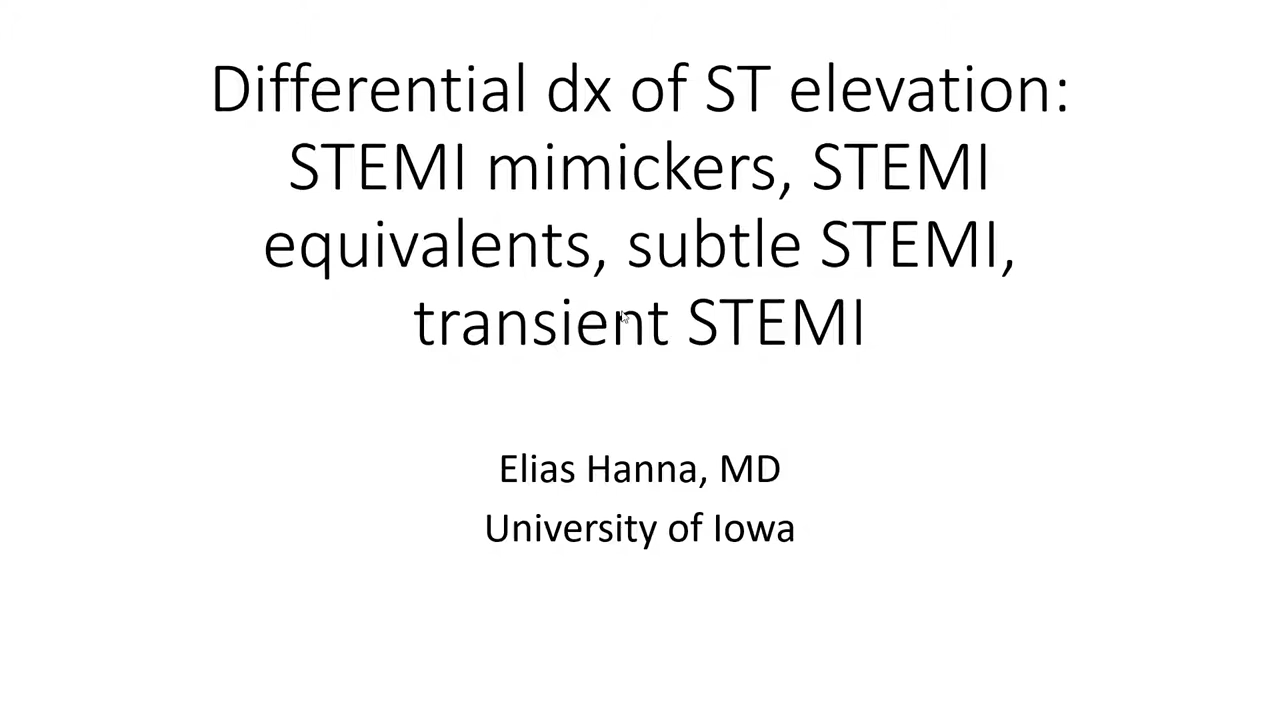 Differential dx of ST elevation:
STEMI mimickers, STEMI
equivalents, subtle STEMI,
transient STEMI
Elias Hanna, MD
University of Iowa